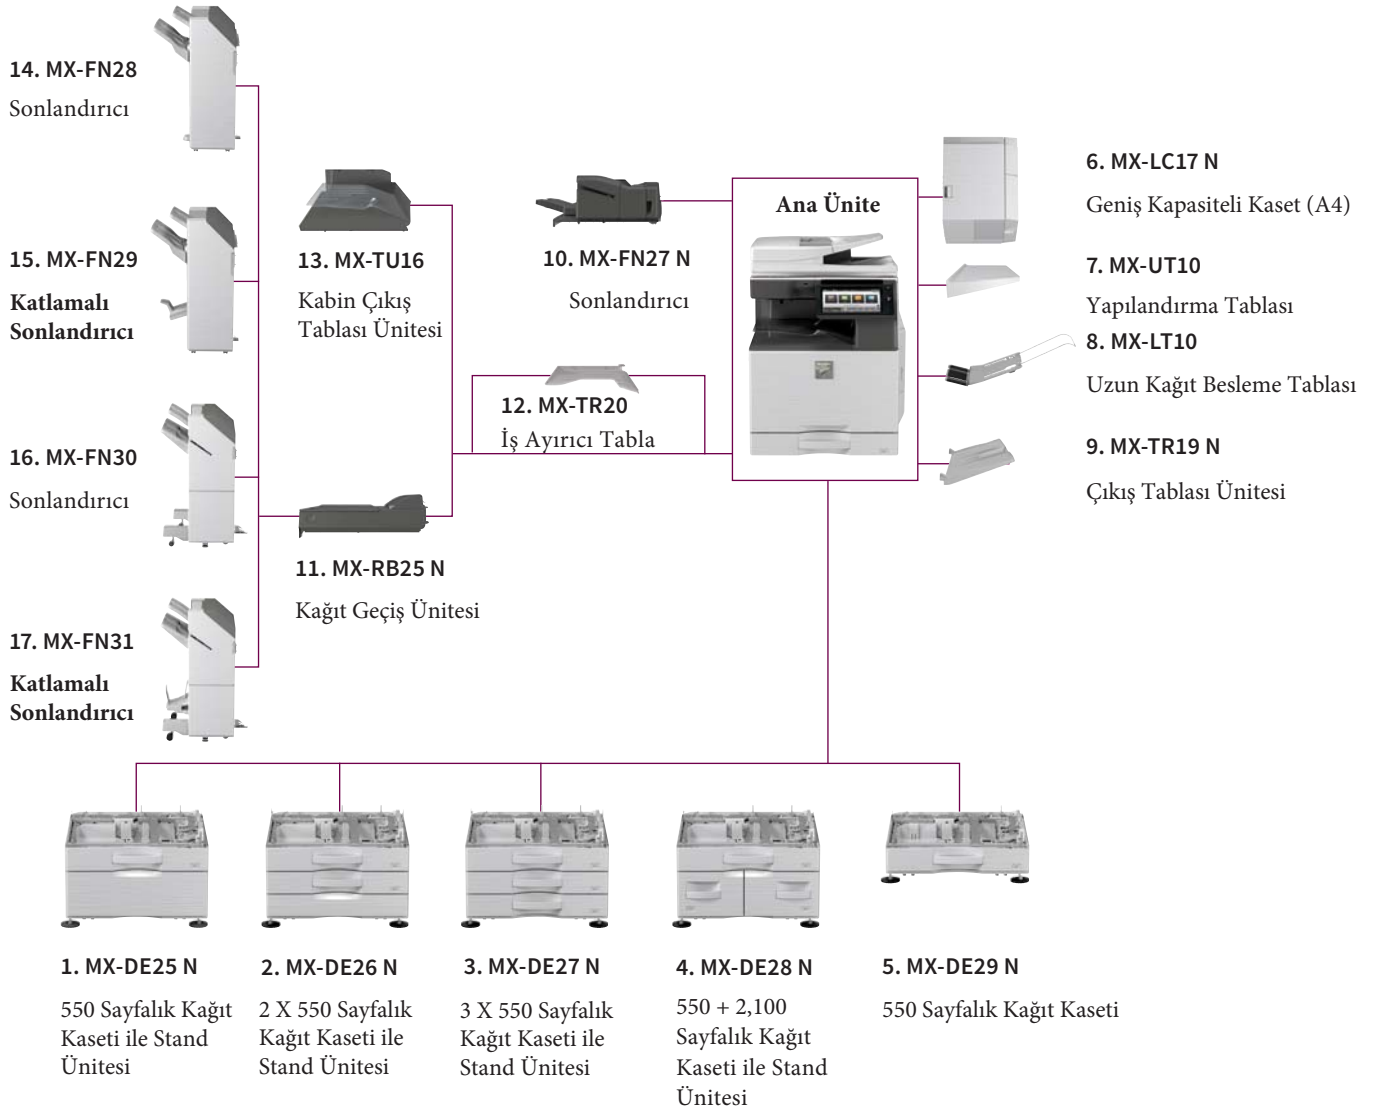 14. MX-FN28
Sonlandırıcı
15. MX-FN29
Katlamalı
Sonlandırıcı
16. MX-FN30
Sonlandırıcı
17. MX-FN31
Katlamalı
Sonlandırıcı
13. MX-TU16
Kabin Çıkış
Tablası Ünitesi
11. MX-RB25 N
Kağıt Geçiş Ünitesi
10. MX-FN27 N
Sonlandırıcı
12. MX-TR20
İş Ayırıcı Tabla
Ana Ünite
6. MX-LC17 N
Geniş Kapasiteli Kaset (A4)
7. MX-UT10
Yapılandırma Tablası
8. MX-LT10
Uzun Kağıt Besleme Tablası
9. MX-TR19 N
Çıkış Tablası Ünitesi
1. MX-DE25 N
550 Sayfalık Kağıt
Kaseti ile Stand
Ünitesi
2. MX-DE26 N
2 X 550 Sayfalık
Kağıt Kaseti ile
Stand Ünitesi
3. MX-DE27 N
3 X 550 Sayfalık
Kağıt Kaseti ile
Stand Ünitesi
4. MX-DE28 N
550 + 2,100
Sayfalık Kağıt
Kaseti ile Stand
Ünitesi
5. MX-DE29 N
550 Sayfalık Kağıt Kaseti